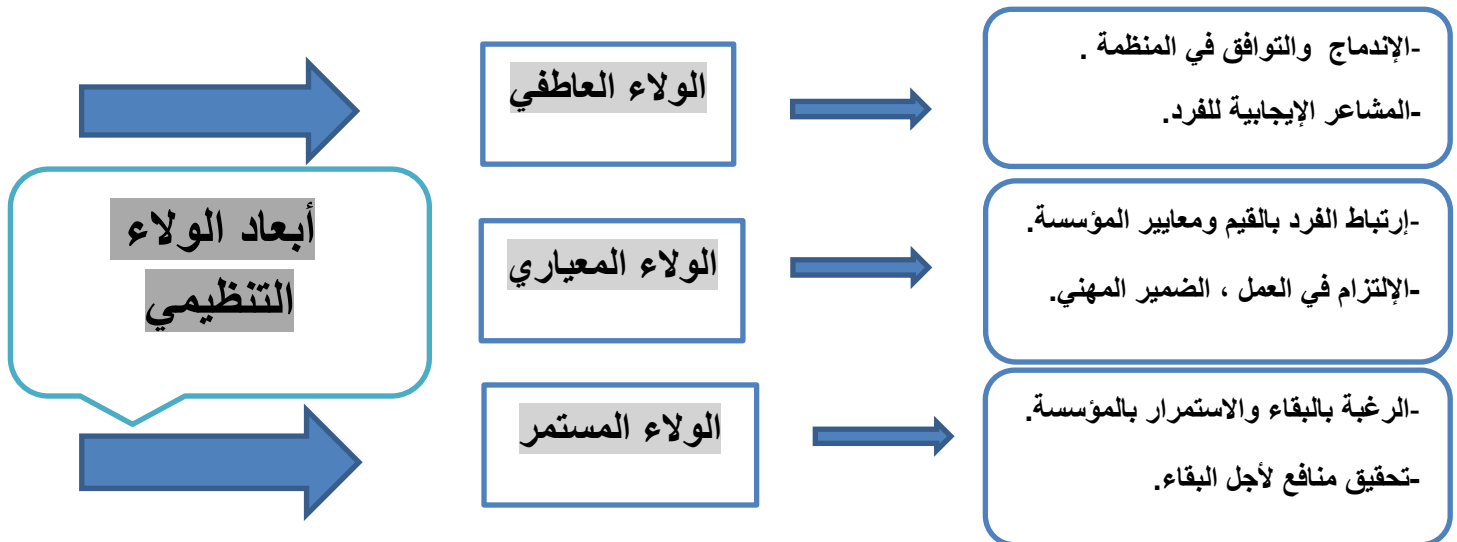 أبعاد الولاء
التنظيمي
الولاء العاطفي
-الإندماج والتوافق في المنظمة .
-المشاعر الإيجابية للفرد.
الولاء المعياري
-إرتباط الفرد بالقيم ومعايير المؤسسة.
-الإلتزام في العمل ، الضمير المهني.
الولاء المستمر
-الرغبة بالبقاء والاستمرار بالمؤسسة.
-تحقيق منافع لأجل البقاء.